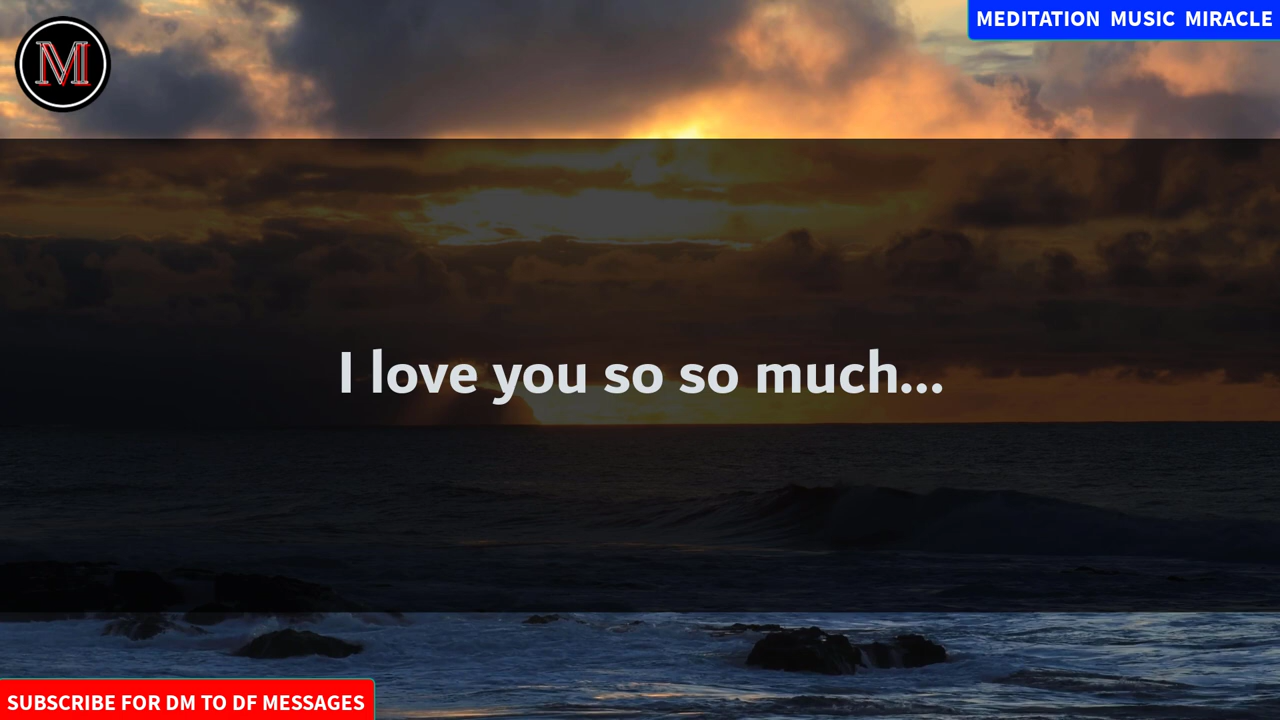 M
MEDITATION MUSIC MIRACLE
I love you so so much...
SUBSCRIBE FOR DM TO DF MESSAGES